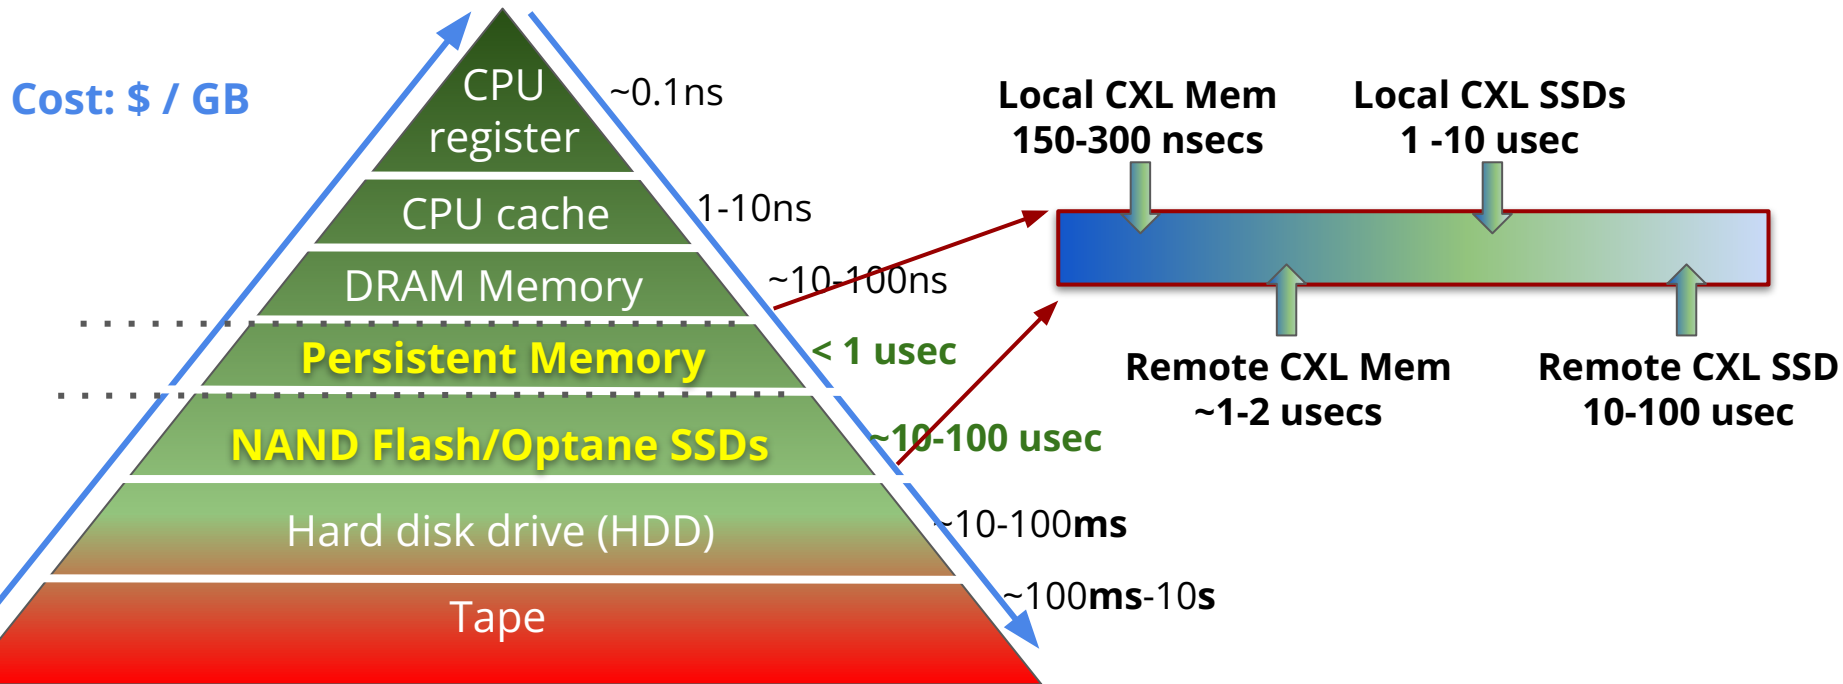 Cost: $ / GB
CPU
register
~0.1ns
CPU cache
1-10ns
DRAM Memory
~10-100ns
Persistent Memory
< 1 usec
NAND Flash/Optane SSDs
~10-100 usec
Hard disk drive (HDD)
~10-100ms
Tape
~100ms-10s
Local CXL Mem
150-300 nsecs
Local CXL SSDs
1 -10 usec
Remote CXL Mem
~1-2 usecs
Remote CXL SSD
10-100 usec